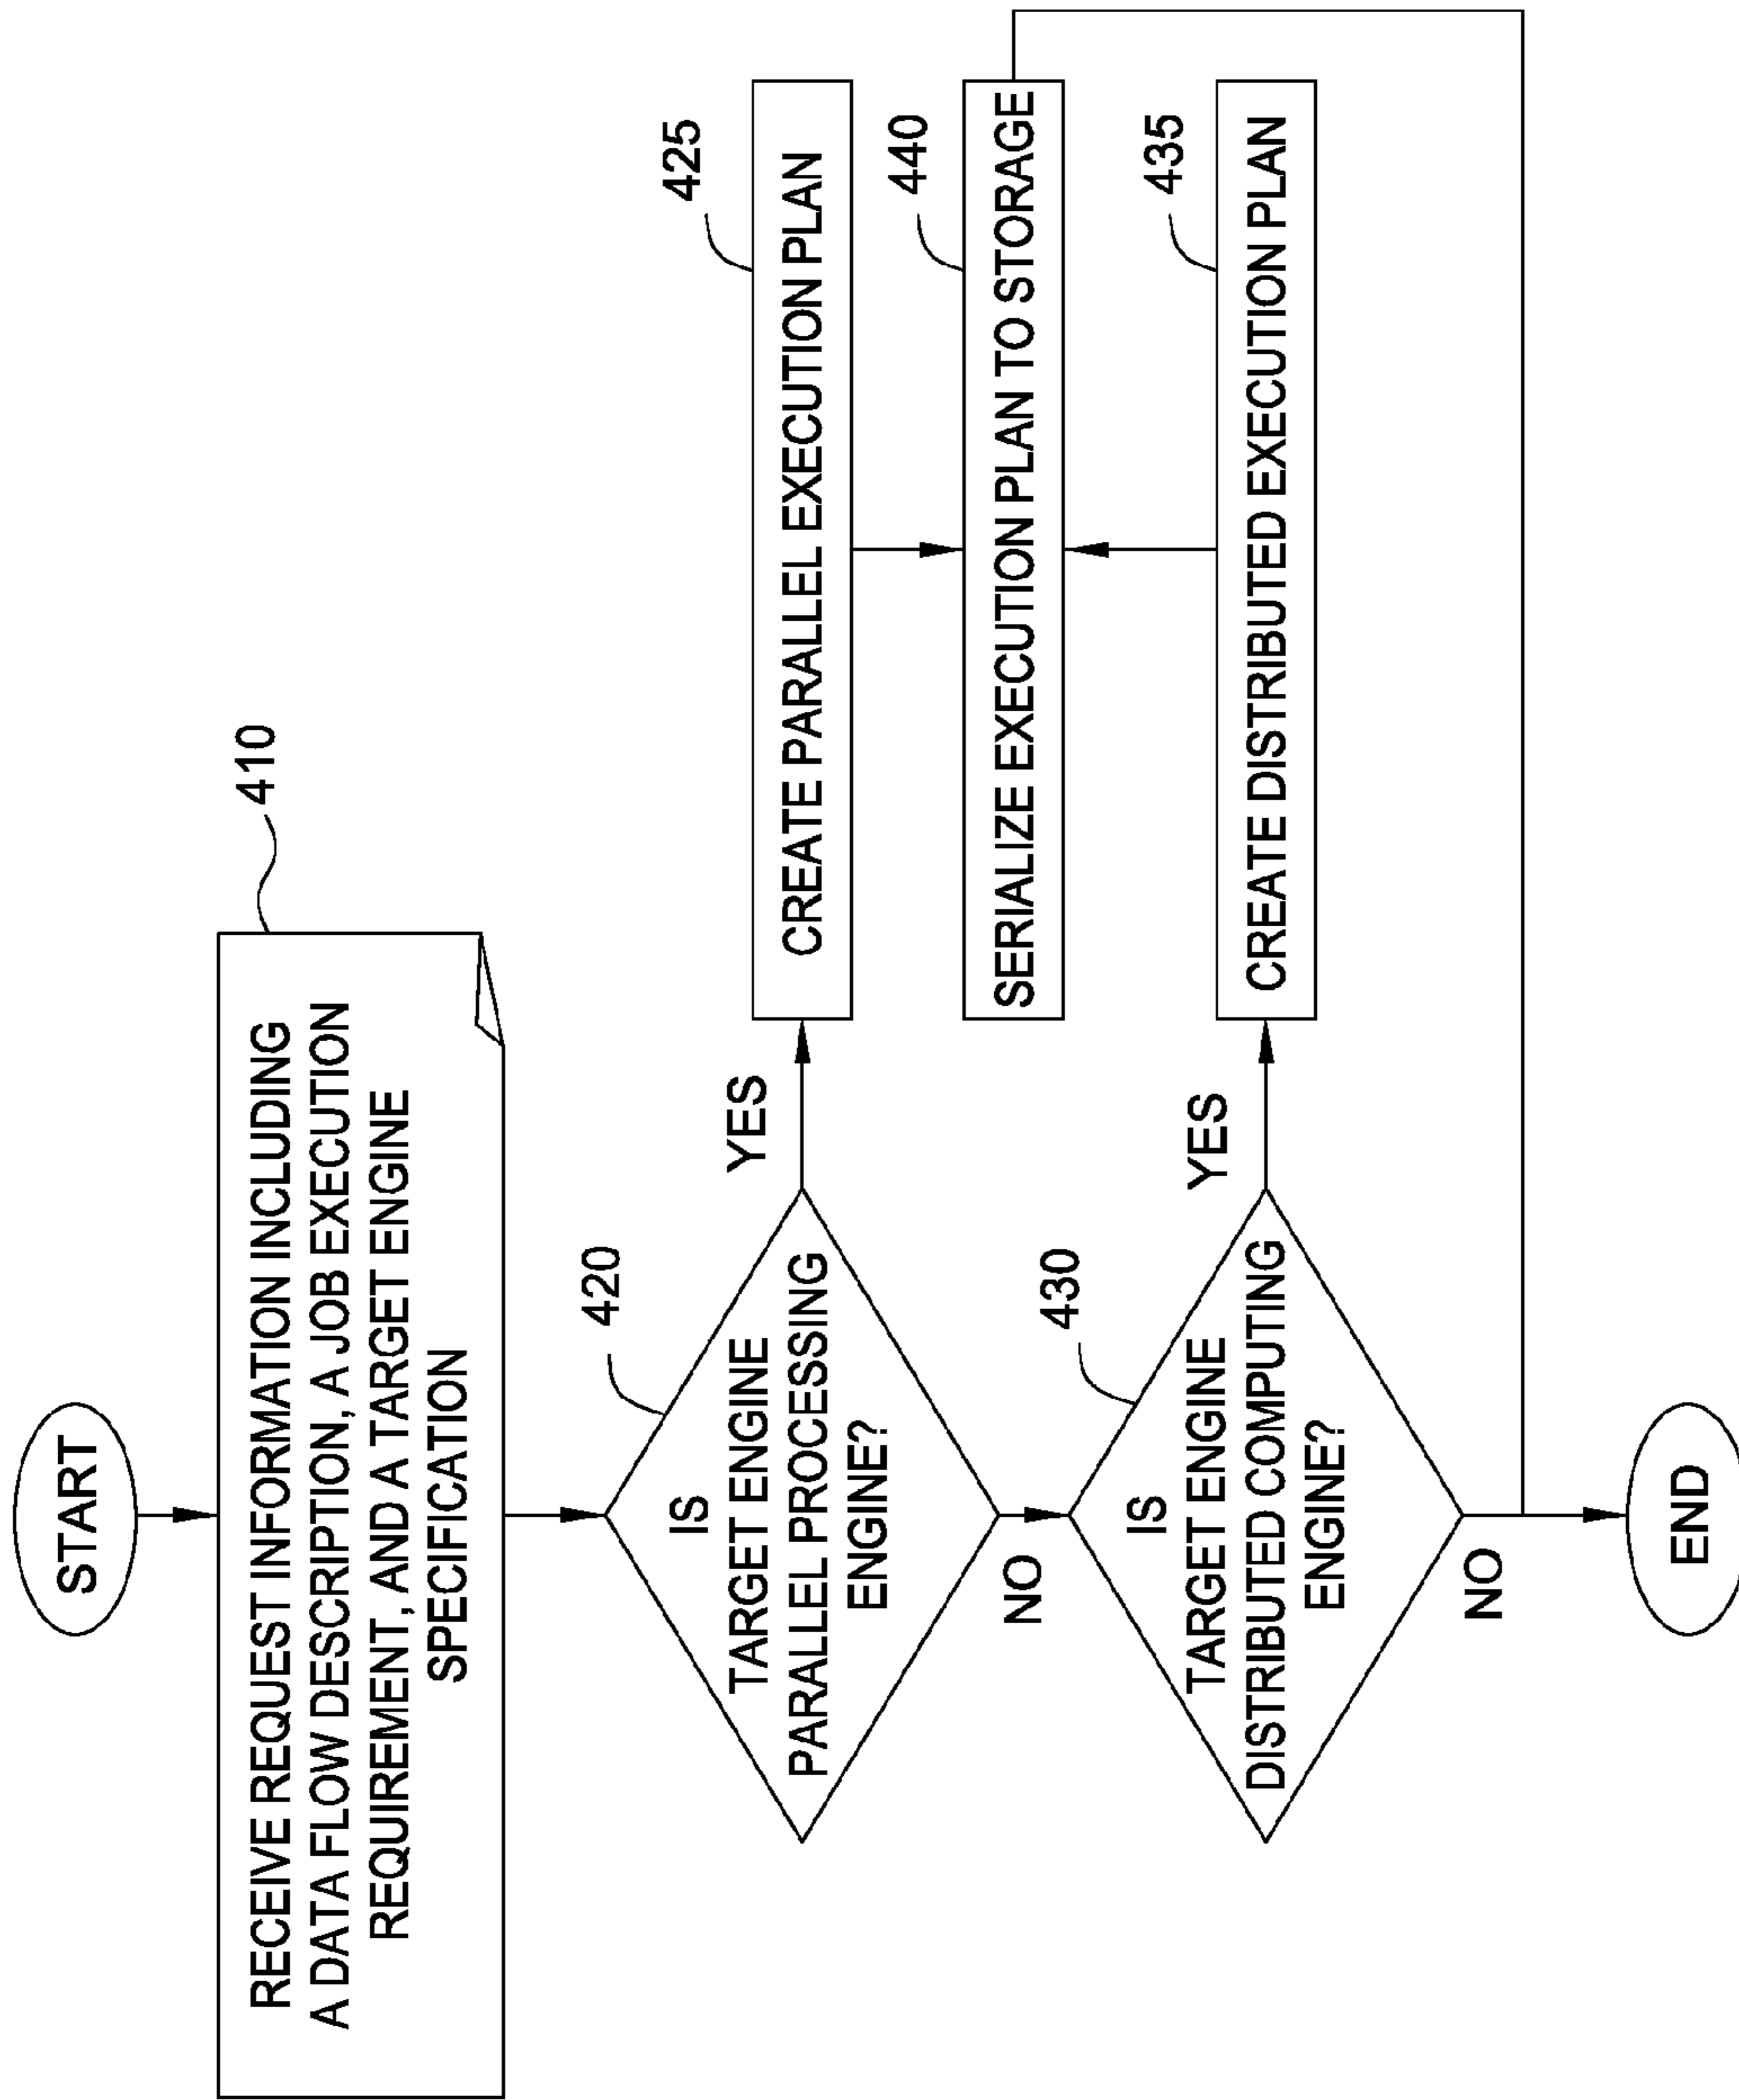 START
410
RECEIVE REQUEST INFORMATION INCLUDING
A DATA FLOW DESCRIPTION, A JOB EXECUTION
REQUIREMENT, AND A TARGET ENGINE
SPECIFICATION
420
IS
TARGET ENGINE
PARALLEL PROCESSING
ENGINE?
YES
425
CREATE PARALLEL EXECUTION PLAN
NO
440
SERIALIZE EXECUTION PLAN TO STORAGE
430
IS
TARGET ENGINE
DISTRIBUTED COMPUTING
ENGINE?
YES
435
CREATE DISTRIBUTED EXECUTION PLAN
NO
END